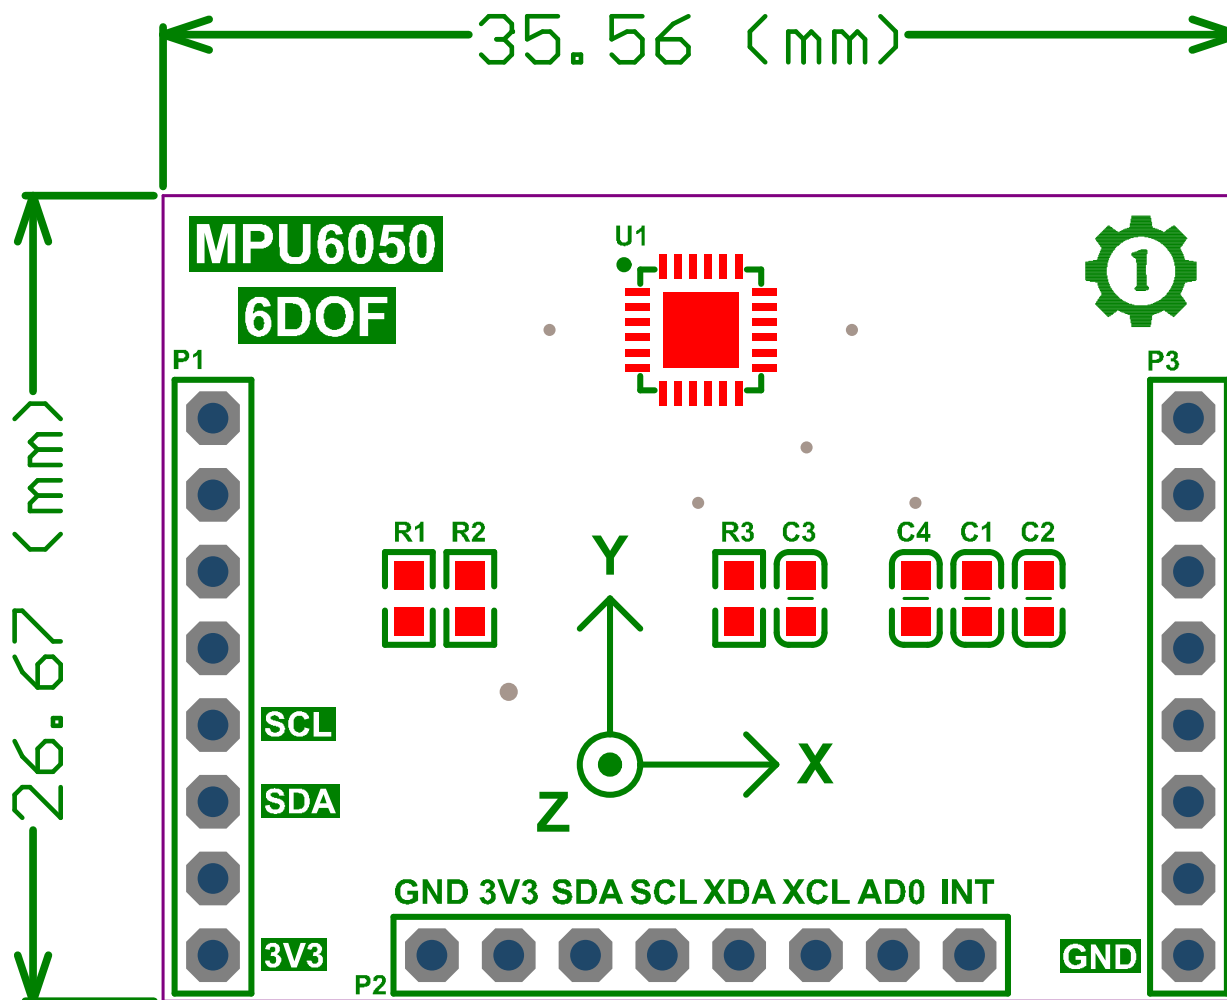 35.56 (mm)
26.67 (mm)
MPU6050
6DOF
U1
1
P1
P3
R1 R2 R3 C3 C4 C1 C2
Y
X
Z
SCL
SDA
3V3
GND 3V3 SDA SCL XDA XCL AD0 INT
P2
GND